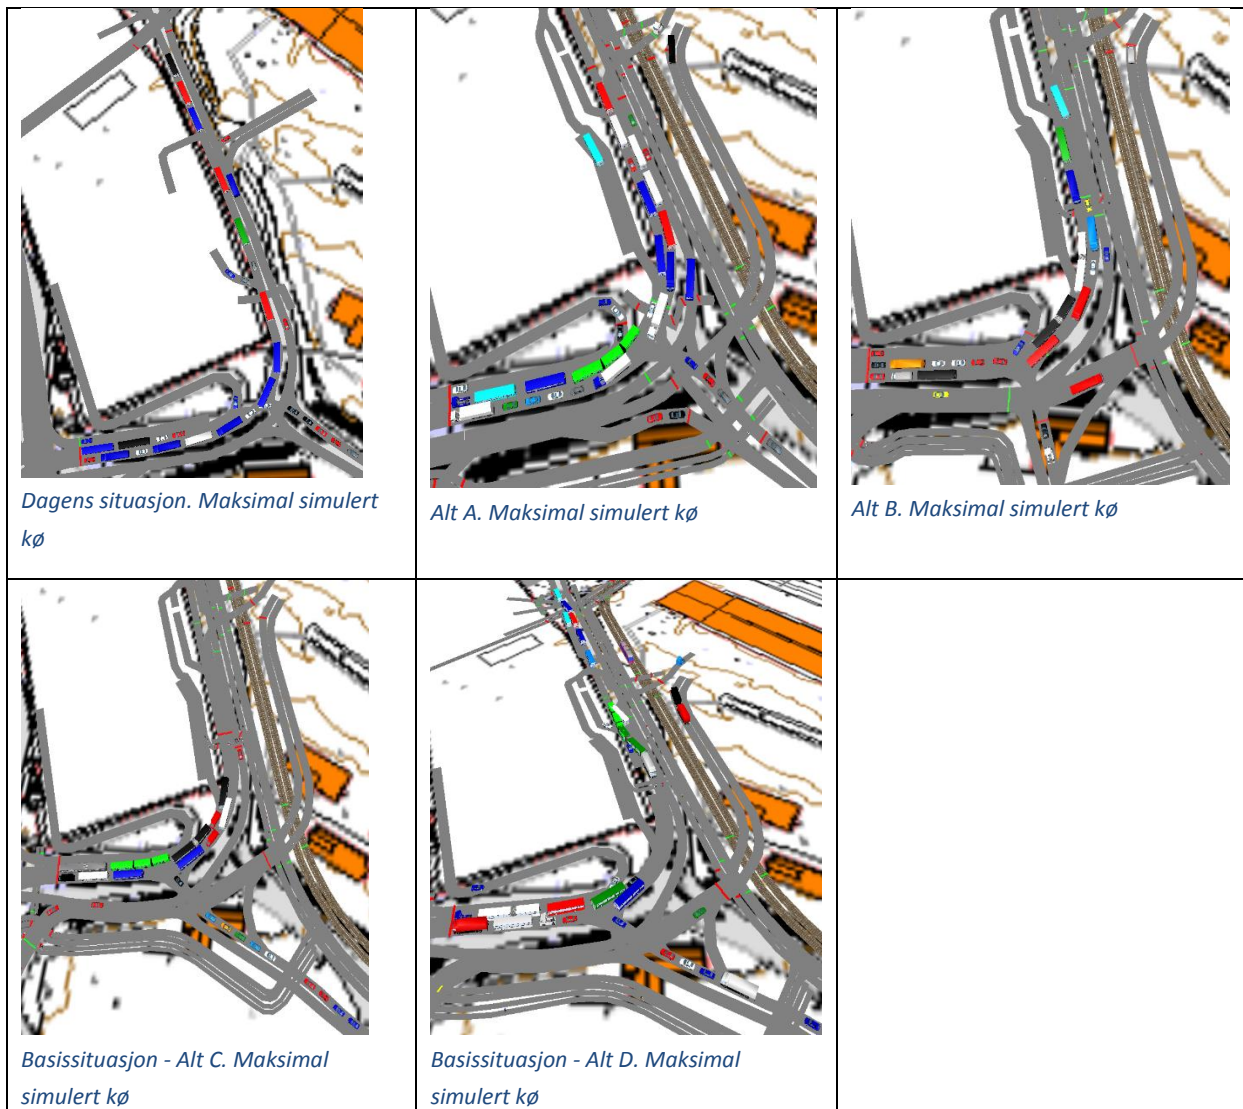 Dagens situasjon. Maksimal simulert
kø
Alt A. Maksimal simulert kø
Alt B. Maksimal simulert kø
Basissituasjon - Alt C. Maksimal
simulert kø
Basissituasjon - Alt D. Maksimal
simulert kø